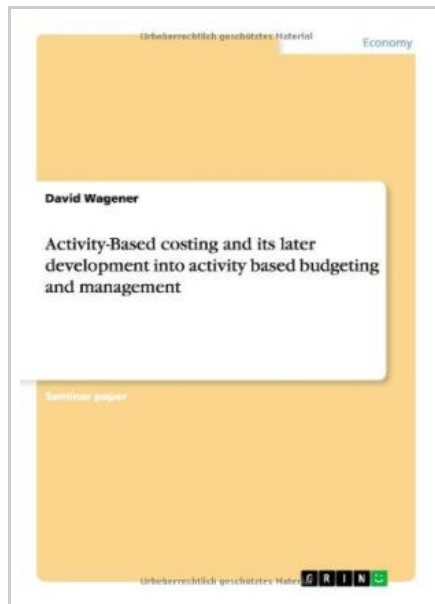 Urheberrechtlich geschütztes Material
Economy
David Wagener
Activity-Based costing and its later
development into activity based budgeting
and management
Seminar paper
Urheberrechtlich geschütztes Mater
GRIN